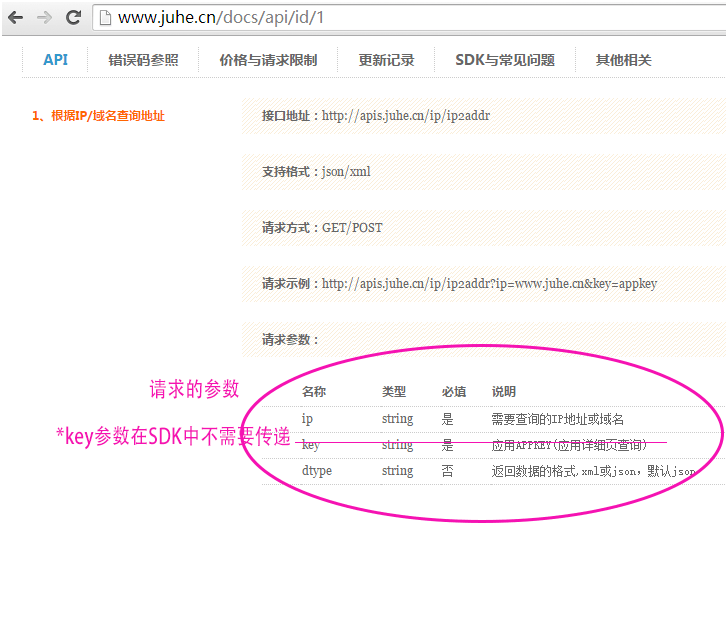 www.juhe.cn/docs/api/id/1
API 错误码参照 价格与请求限制 更新记录 SDK与常见问题 其他相关
1、根据IP/域名查询地址
接口地址：http://apis.juhe.cn/ip/ip2addr
支持格式：json/xml
请求方式：GET/POST
请求示例：http://apis.juhe.cn/ip/ip2addr?ip=www.juhe.cn&key=appkey
请求参数：
请求的参数
名称 类型 必填 说明
ip string 是 需要查询的IP地址或域名
*key参数在SDK中不需要传递
key string 是 应用APPKEY(应用详细页查询)
dtype string 否 返回数据的格式,xml或json，默认json